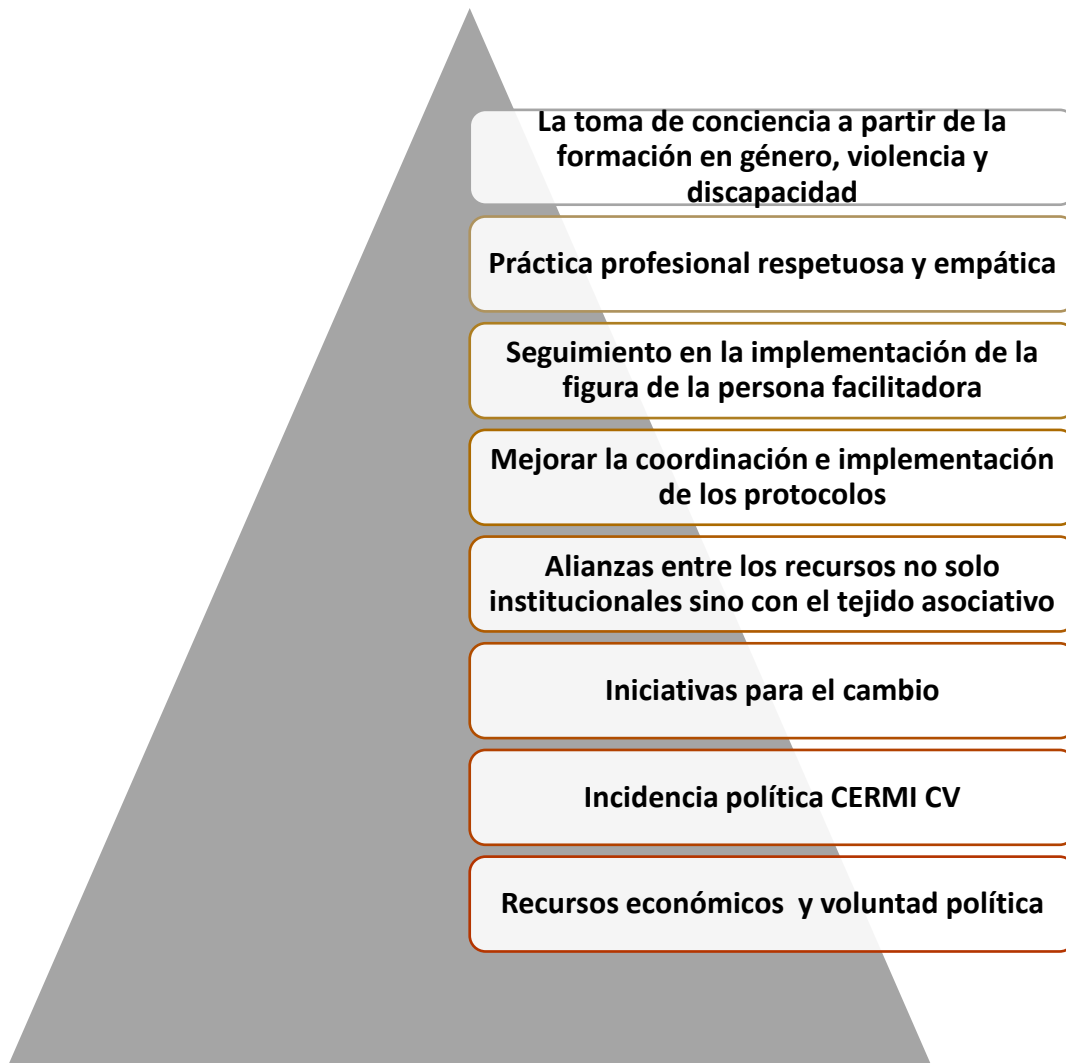 La toma de conciencia a partir de la
formación en género, violencia y
discapacidad
Práctica profesional respetuosa y empática
Seguimiento en la implementación de la
figura de la persona facilitadora
Mejorar la coordinación e implementación
de los protocolos
Alianzas entre los recursos no solo
institucionales sino con el tejido asociativo
Iniciativas para el cambio
Incidencia política CERMI CV
Recursos económicos  y voluntad política